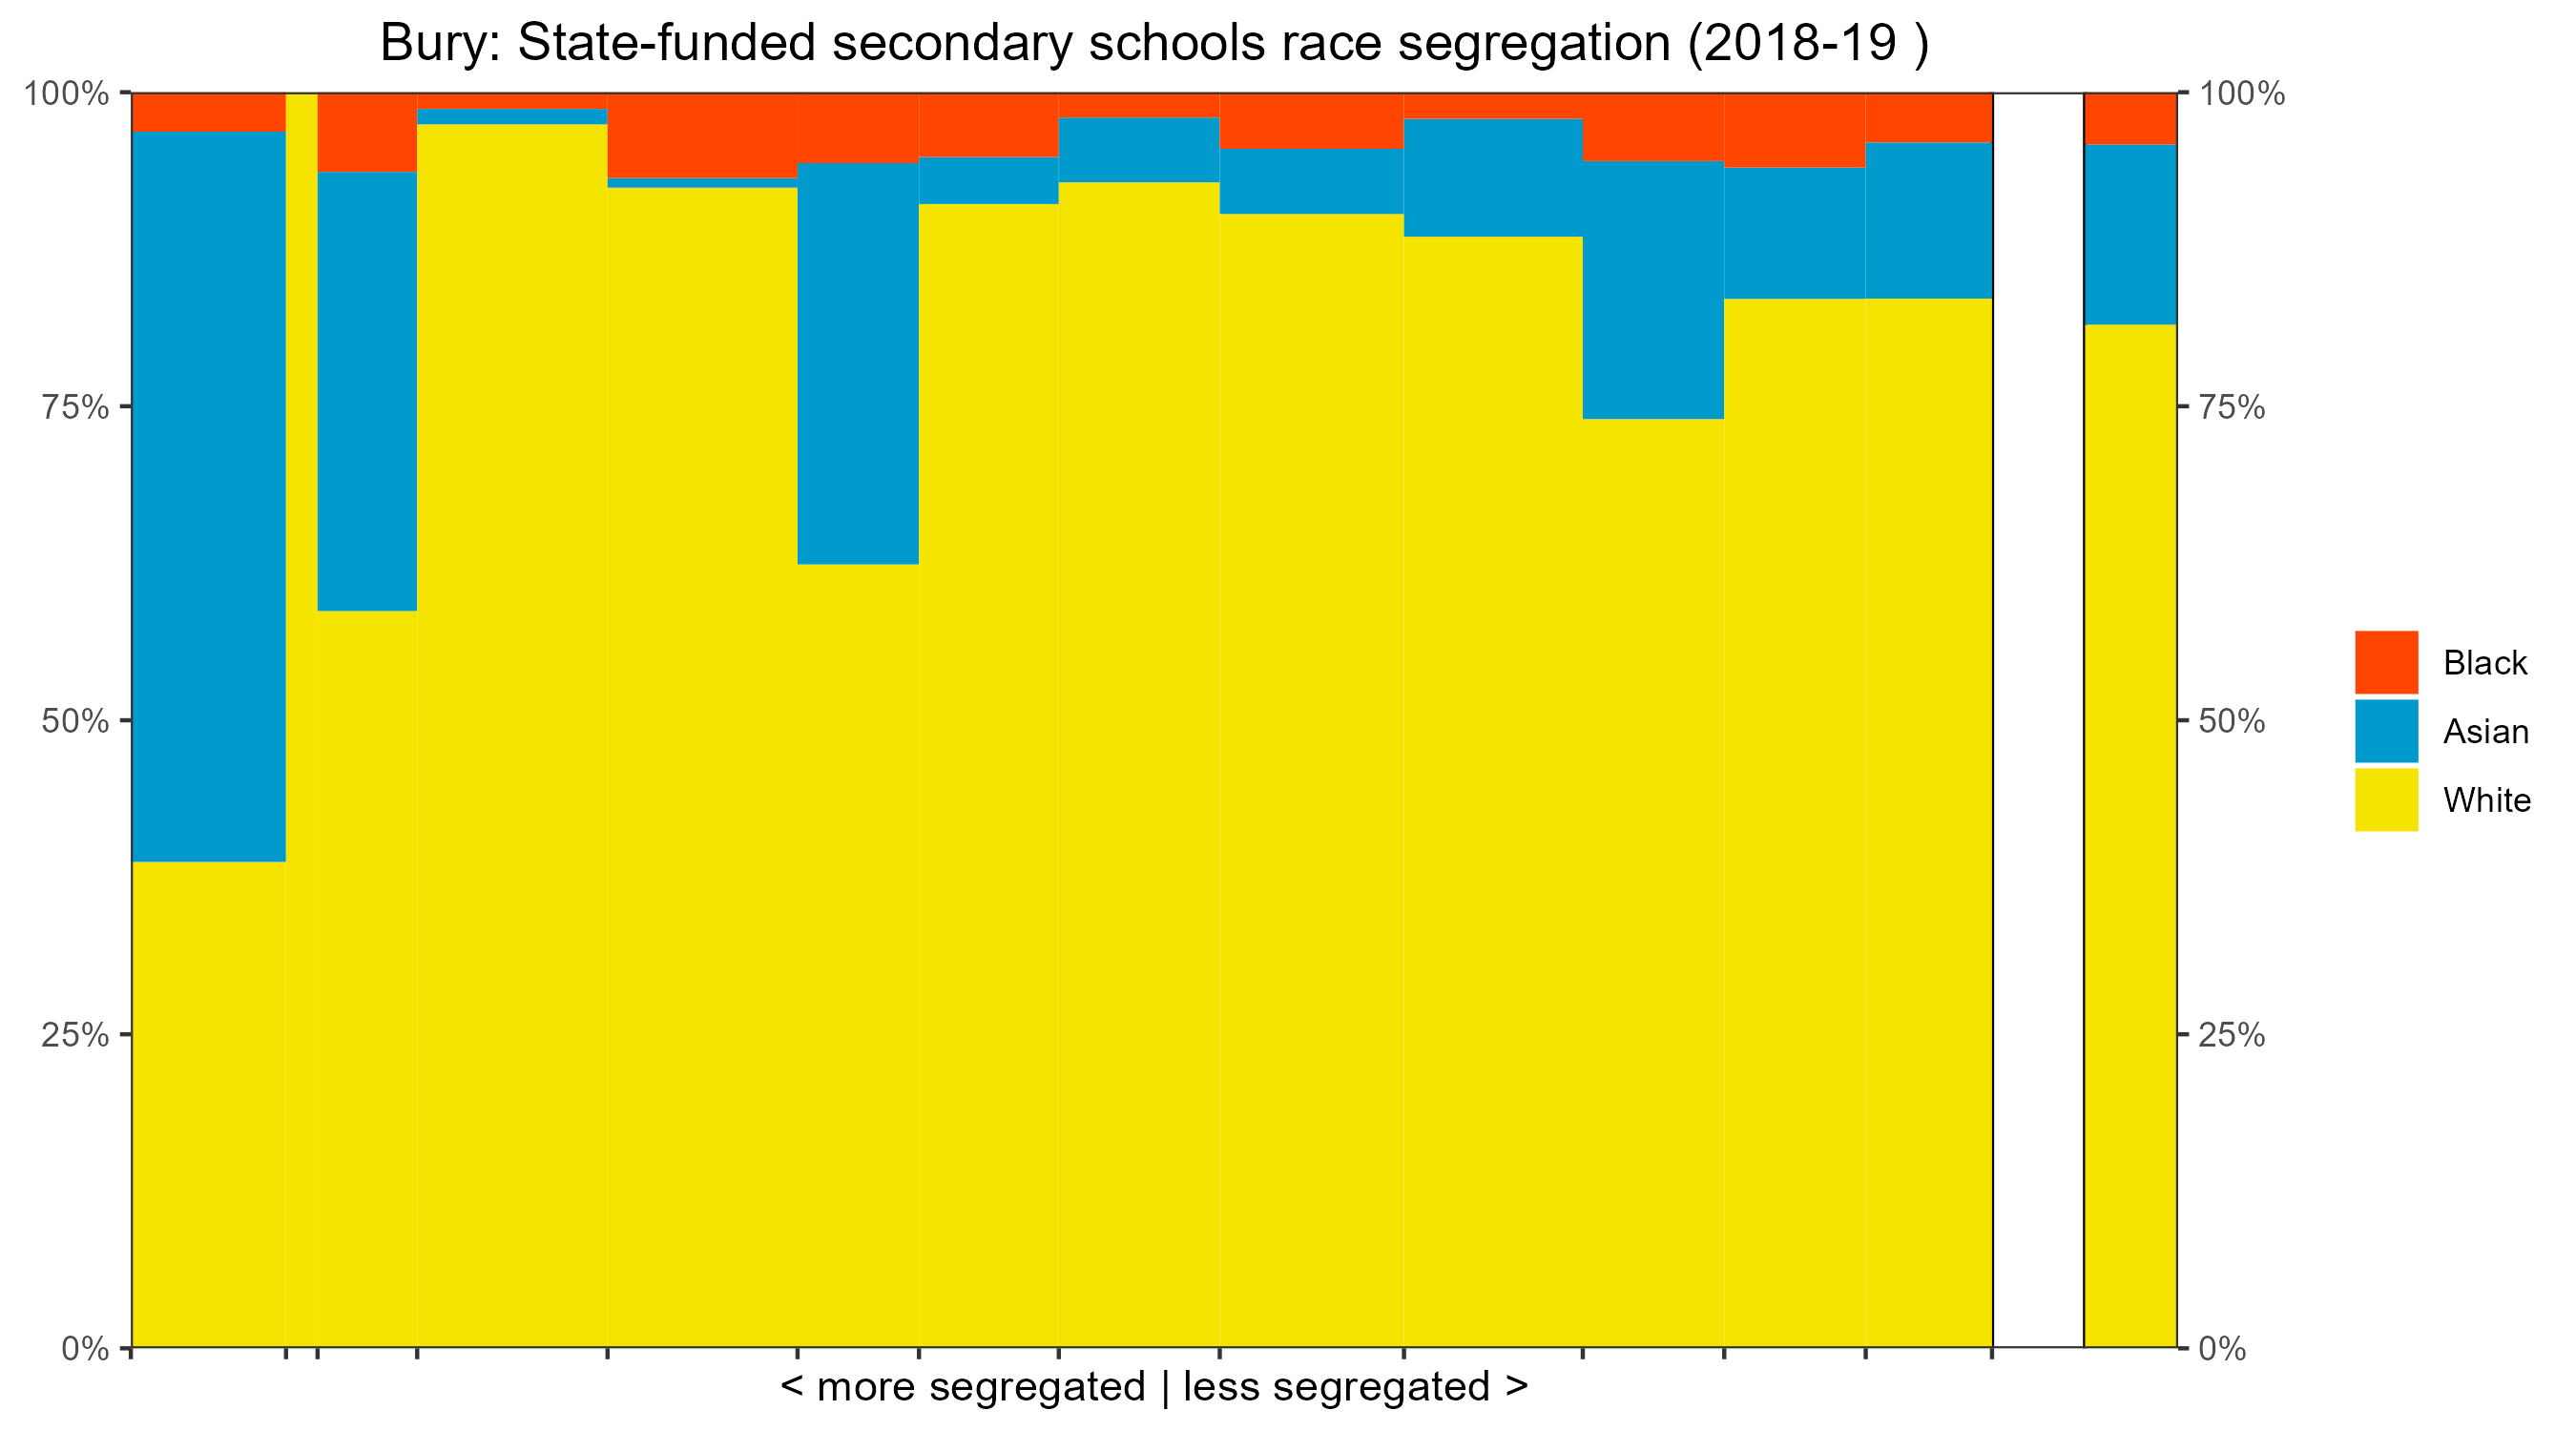 Bury: State-funded secondary schools race segregation (2018-19 )
100%
100%
75%
75%
50%
50%
25%
25%
0%
0%
Black
Asian
White
< more segregated | less segregated >